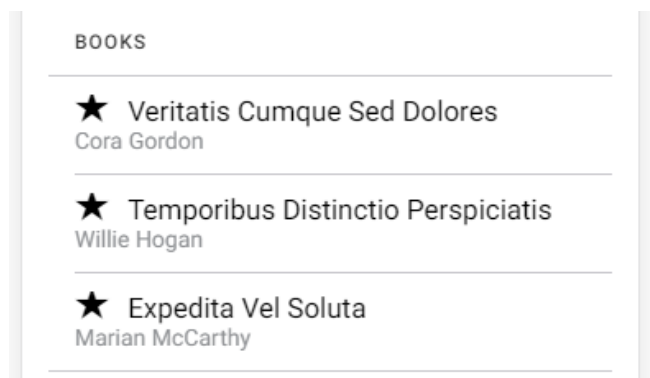 BOOKS
★ Veritatis Cumque Sed Dolores
Cora Gordon
★ Temporibus Distinctio Perspiciatis
Willie Hogan
★ Expedita Vel Soluta
Marian McCarthy